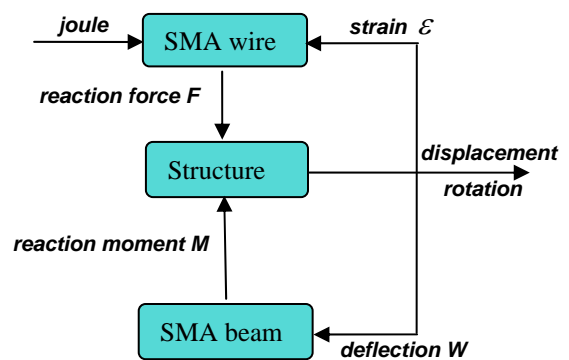 joule
SMA wire
strain ε
reaction force F
Structure
displacement
rotation
reaction moment M
SMA beam
deflection W